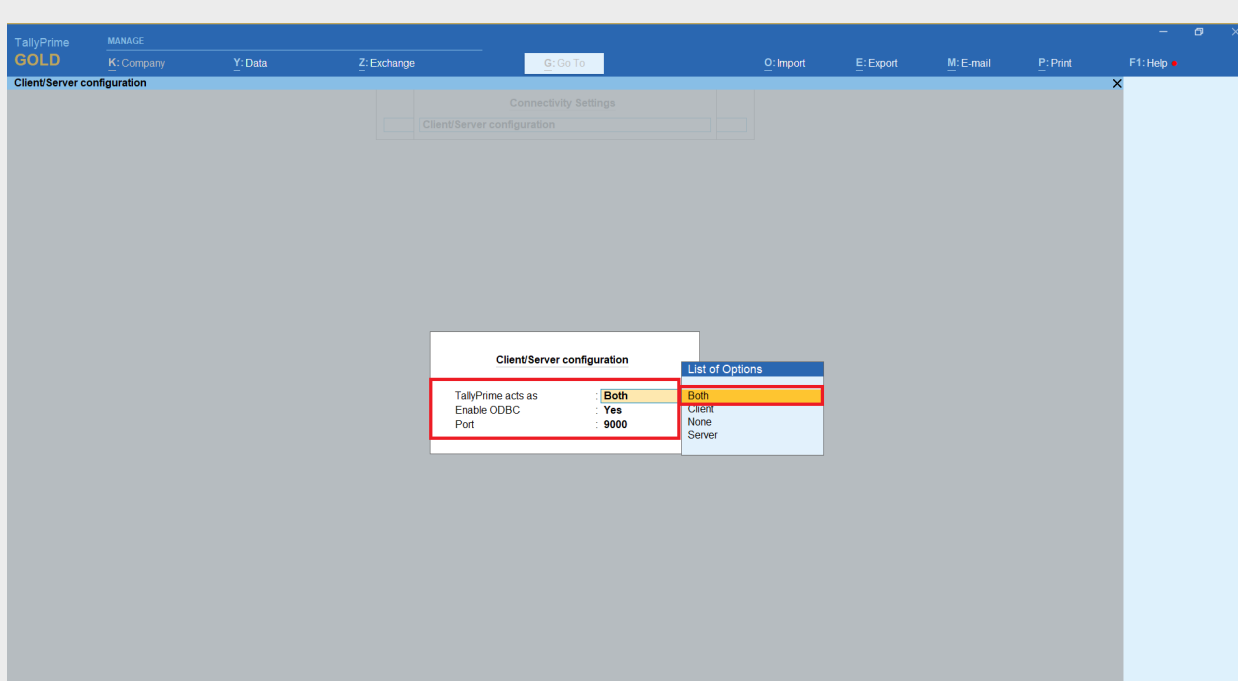 TallyPrime
MANAGE
GOLD
K: Company
Y: Data
Z: Exchange
G: Go To
O: Import
E: Export
M: E-mail
P: Print
F1: Help
Client/Server configuration
Connectivity Settings
Client/Server configuration
Client/Server configuration
TallyPrime acts as : Both
Enable ODBC : Yes
Port : 9000
List of Options
Both
Client
None
Server